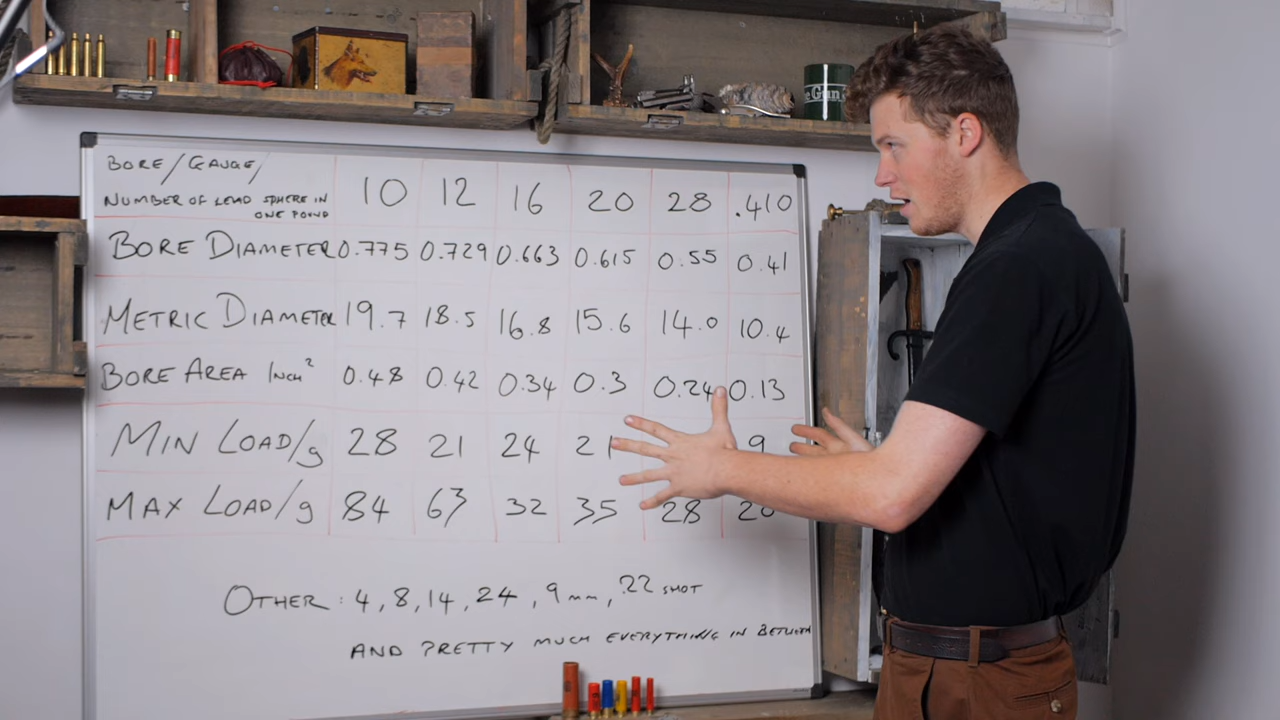 BORE/GAUGE/
NUMBER OF LEAD SPHERE IN
ONE POUND
10 12 16 20 28 .410
BORE DIAMETER 0.775 0.729 0.663 0.615 0.55 0.41
METRIC DIAMETER 19.7 18.5 16.8 15.6 14.0 10.4
BORE AREA INCH² 0.48 0.42 0.34 0.3 0.24 0.13
MIN LOAD/g 28 21 24 21 9
MAX LOAD/g 84 63 32 35 28
OTHER: 4, 8, 14, 24, 9mm, .22 SHOT
AND PRETTY MUCH EVERYTHING IN BETWEEN